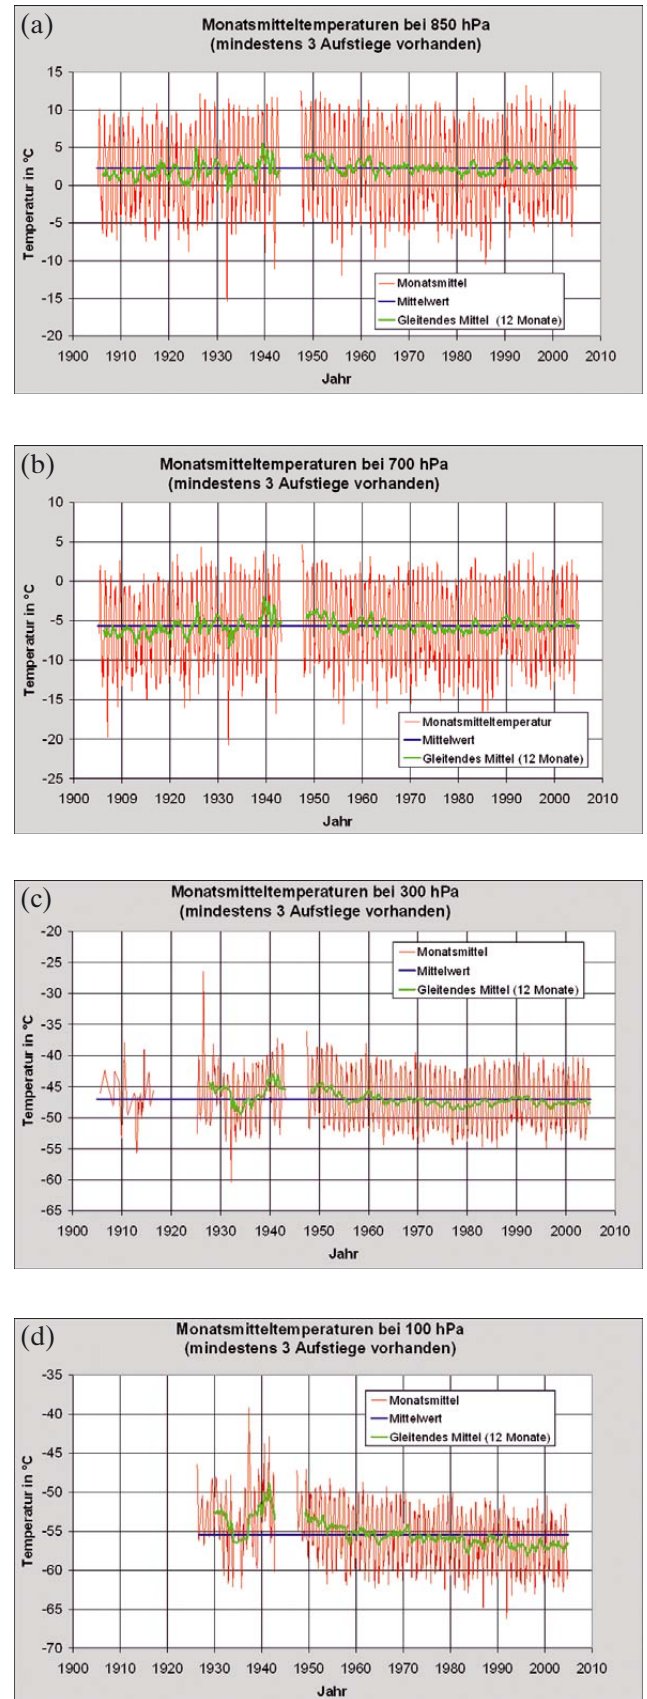 (a)
Monatsmitteltemperaturen bei 850 hPa
(mindestens 3 Aufstiege vorhanden)
Temperatur in °C
15
10
5
0
-5
-10
-15
-20
Monatsmittel
Mittelwert
Gleitendes Mittel (12 Monate)
1900 1910 1920 1930 1940 1950 1960 1970 1980 1990 2000 2010
Jahr
(b)
Monatsmitteltemperaturen bei 700 hPa
(mindestens 3 Aufstiege vorhanden)
Temperatur in °C
10
5
0
-5
-10
-15
-20
-25
Monatsmitteltemperatur
Mittelwert
Gleitendes Mittel (12 Monate)
1900 1909 1920 1930 1940 1950 1960 1970 1980 1990 2000 2010
Jahr
(c)
Monatsmitteltemperaturen bei 300 hPa
(mindestens 3 Aufstiege vorhanden)
Temperatur in °C
-20
-25
-30
-35
-40
-45
-50
-55
-60
-65
Monatsmittel
Mittelwert
Gleitendes Mittel (12 Monate)
1900 1910 1920 1930 1940 1950 1960 1970 1980 1990 2000 2010
Jahr
(d)
Monatsmitteltemperaturen bei 100 hPa
(mindestens 3 Aufstiege vorhanden)
Temperatur in °C
-35
-40
-45
-50
-55
-60
-65
-70
Monatsmittel
Mittelwert
Gleitendes Mittel (12 Monate)
1900 1910 1920 1930 1940 1950 1960 1970 1980 1990 2000 2010
Jahr